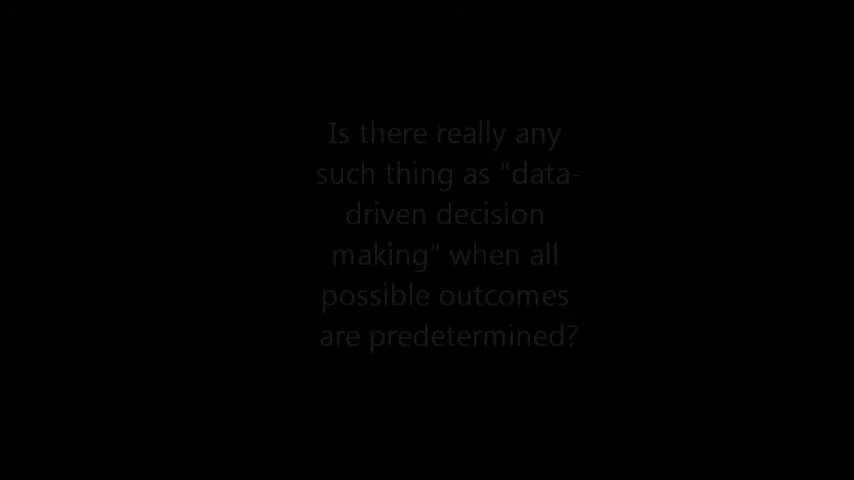 Is there really any
such thing as "data-
driven decision
making" when all
possible outcomes
are predetermined?